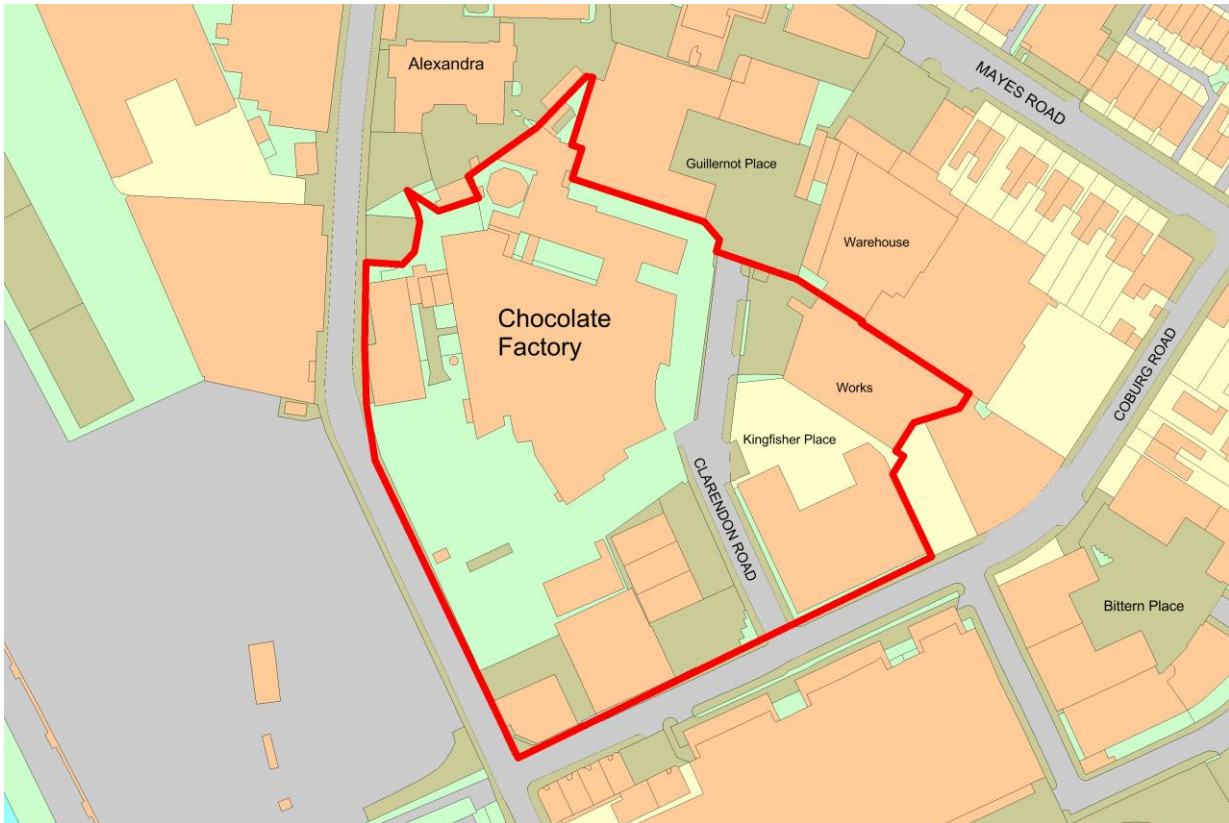 Alexandra
MAYES ROAD
Guillernot Place
Warehouse
Chocolate
Factory
Works
COBURG ROAD
Kingfisher Place
CLARENDON ROAD
Bittern Place